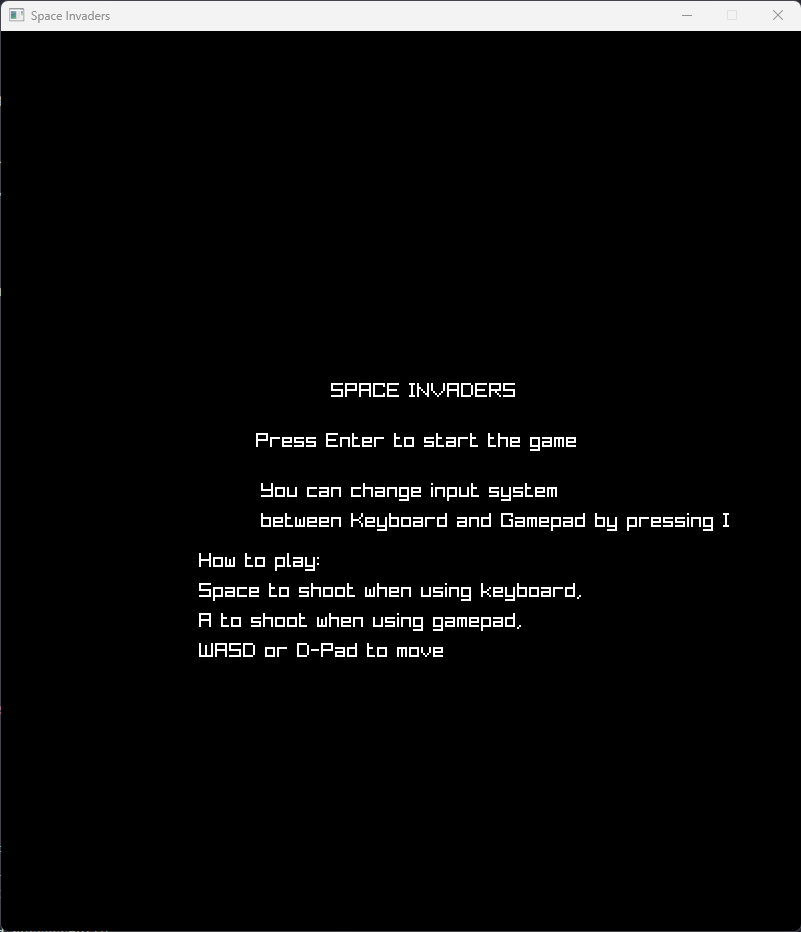 Space Invaders
SPACE INVADERS
Press Enter to start the game
You can change input system
between Keyboard and Gamepad by pressing I
How to play:
Space to shoot when using keyboard,
A to shoot when using gamepad,
WASD or D-Pad to move